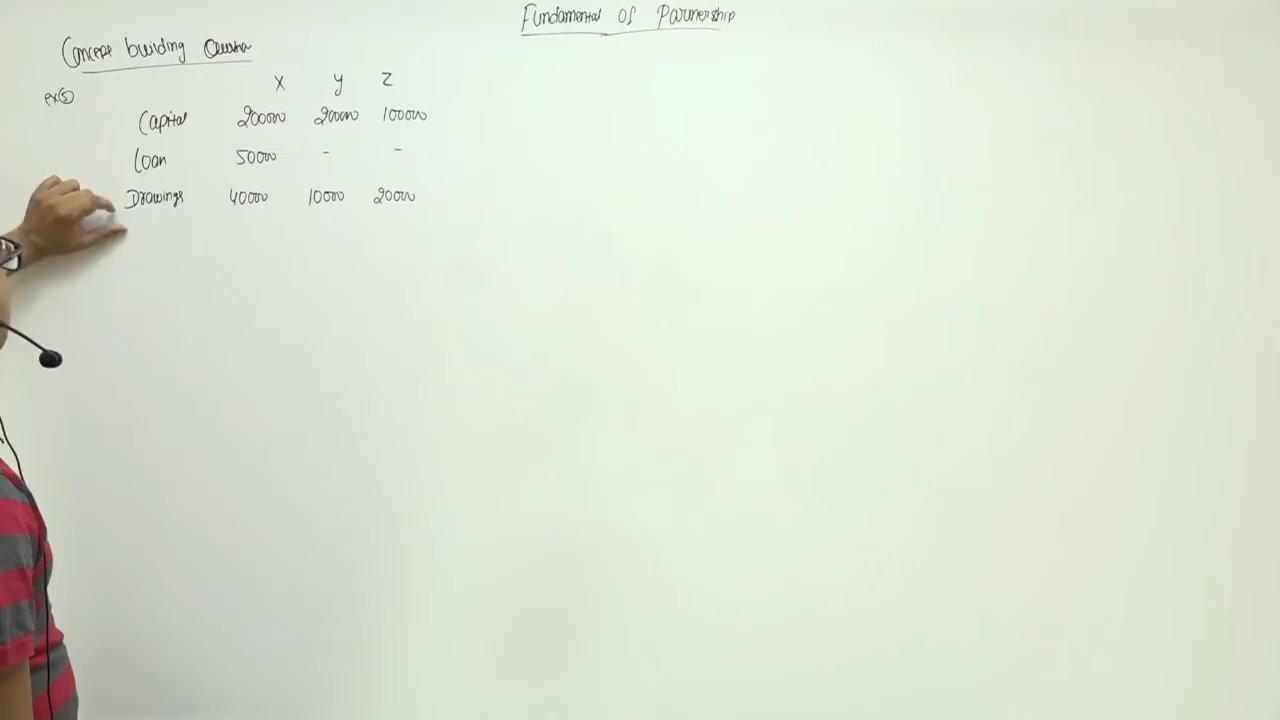 Fundamental of Partnership
Concept building Question
ex(5)
X y Z
Capital 200000 200000 100000
Loan 50000 - -
Drawings 40000 10000 20000